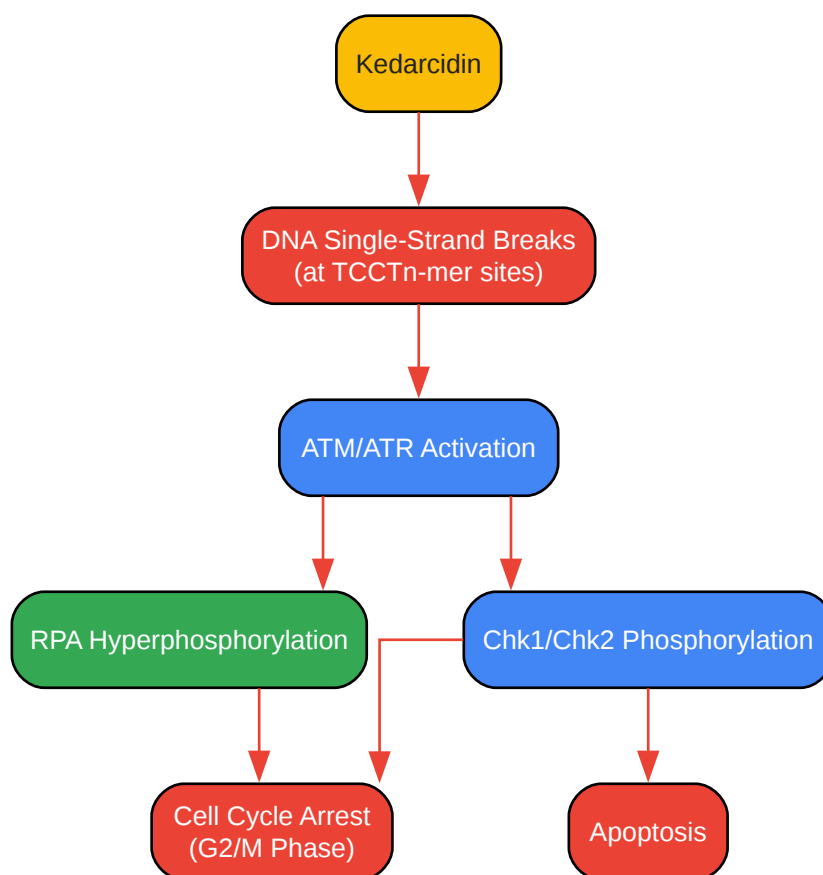 Kedarcidin
DNA Single-Strand Breaks
(at TCCTn-mer sites)
ATM/ATR Activation
RPA Hyperphosphorylation
Chk1/Chk2 Phosphorylation
Cell Cycle Arrest
(G2/M Phase)
Apoptosis